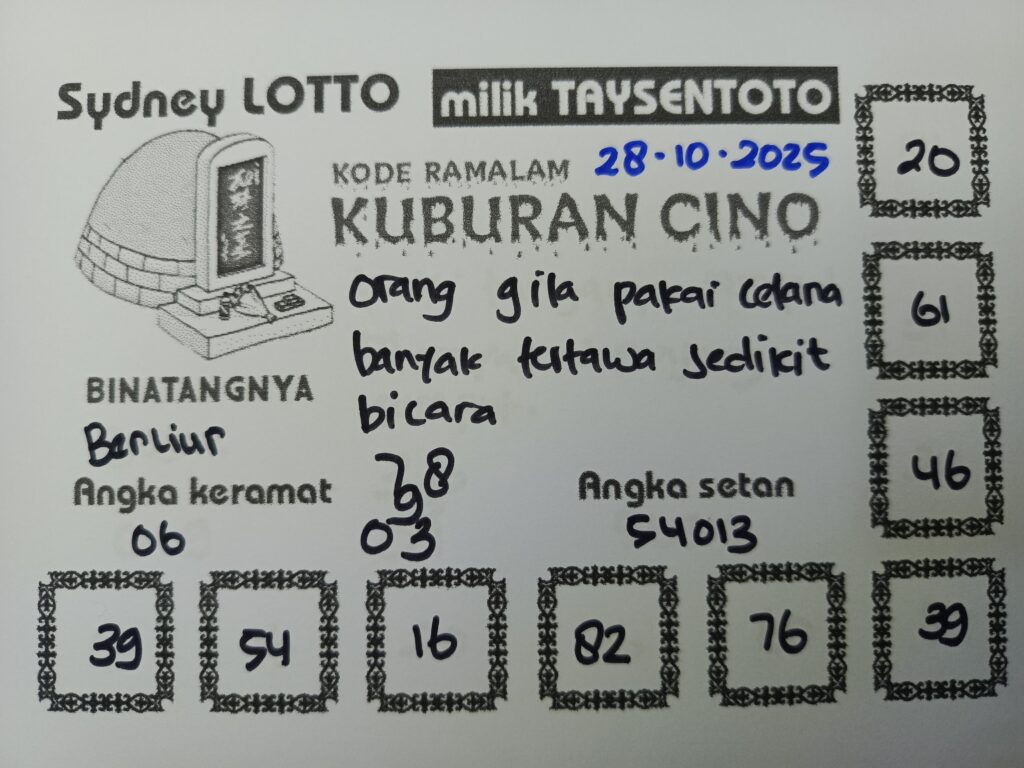 Sydney LOTTO milik TAYSENTOTO
KODE RAMALAM 28·10·2025
KUBURAN CINO
orang gila pakai celana
banyak tertawa sedikit
bicara
BINATANGNYA
Berliur
Angka keramat
06
03
Angka setan
54013
20
61
46
39 54 16 82 76 39